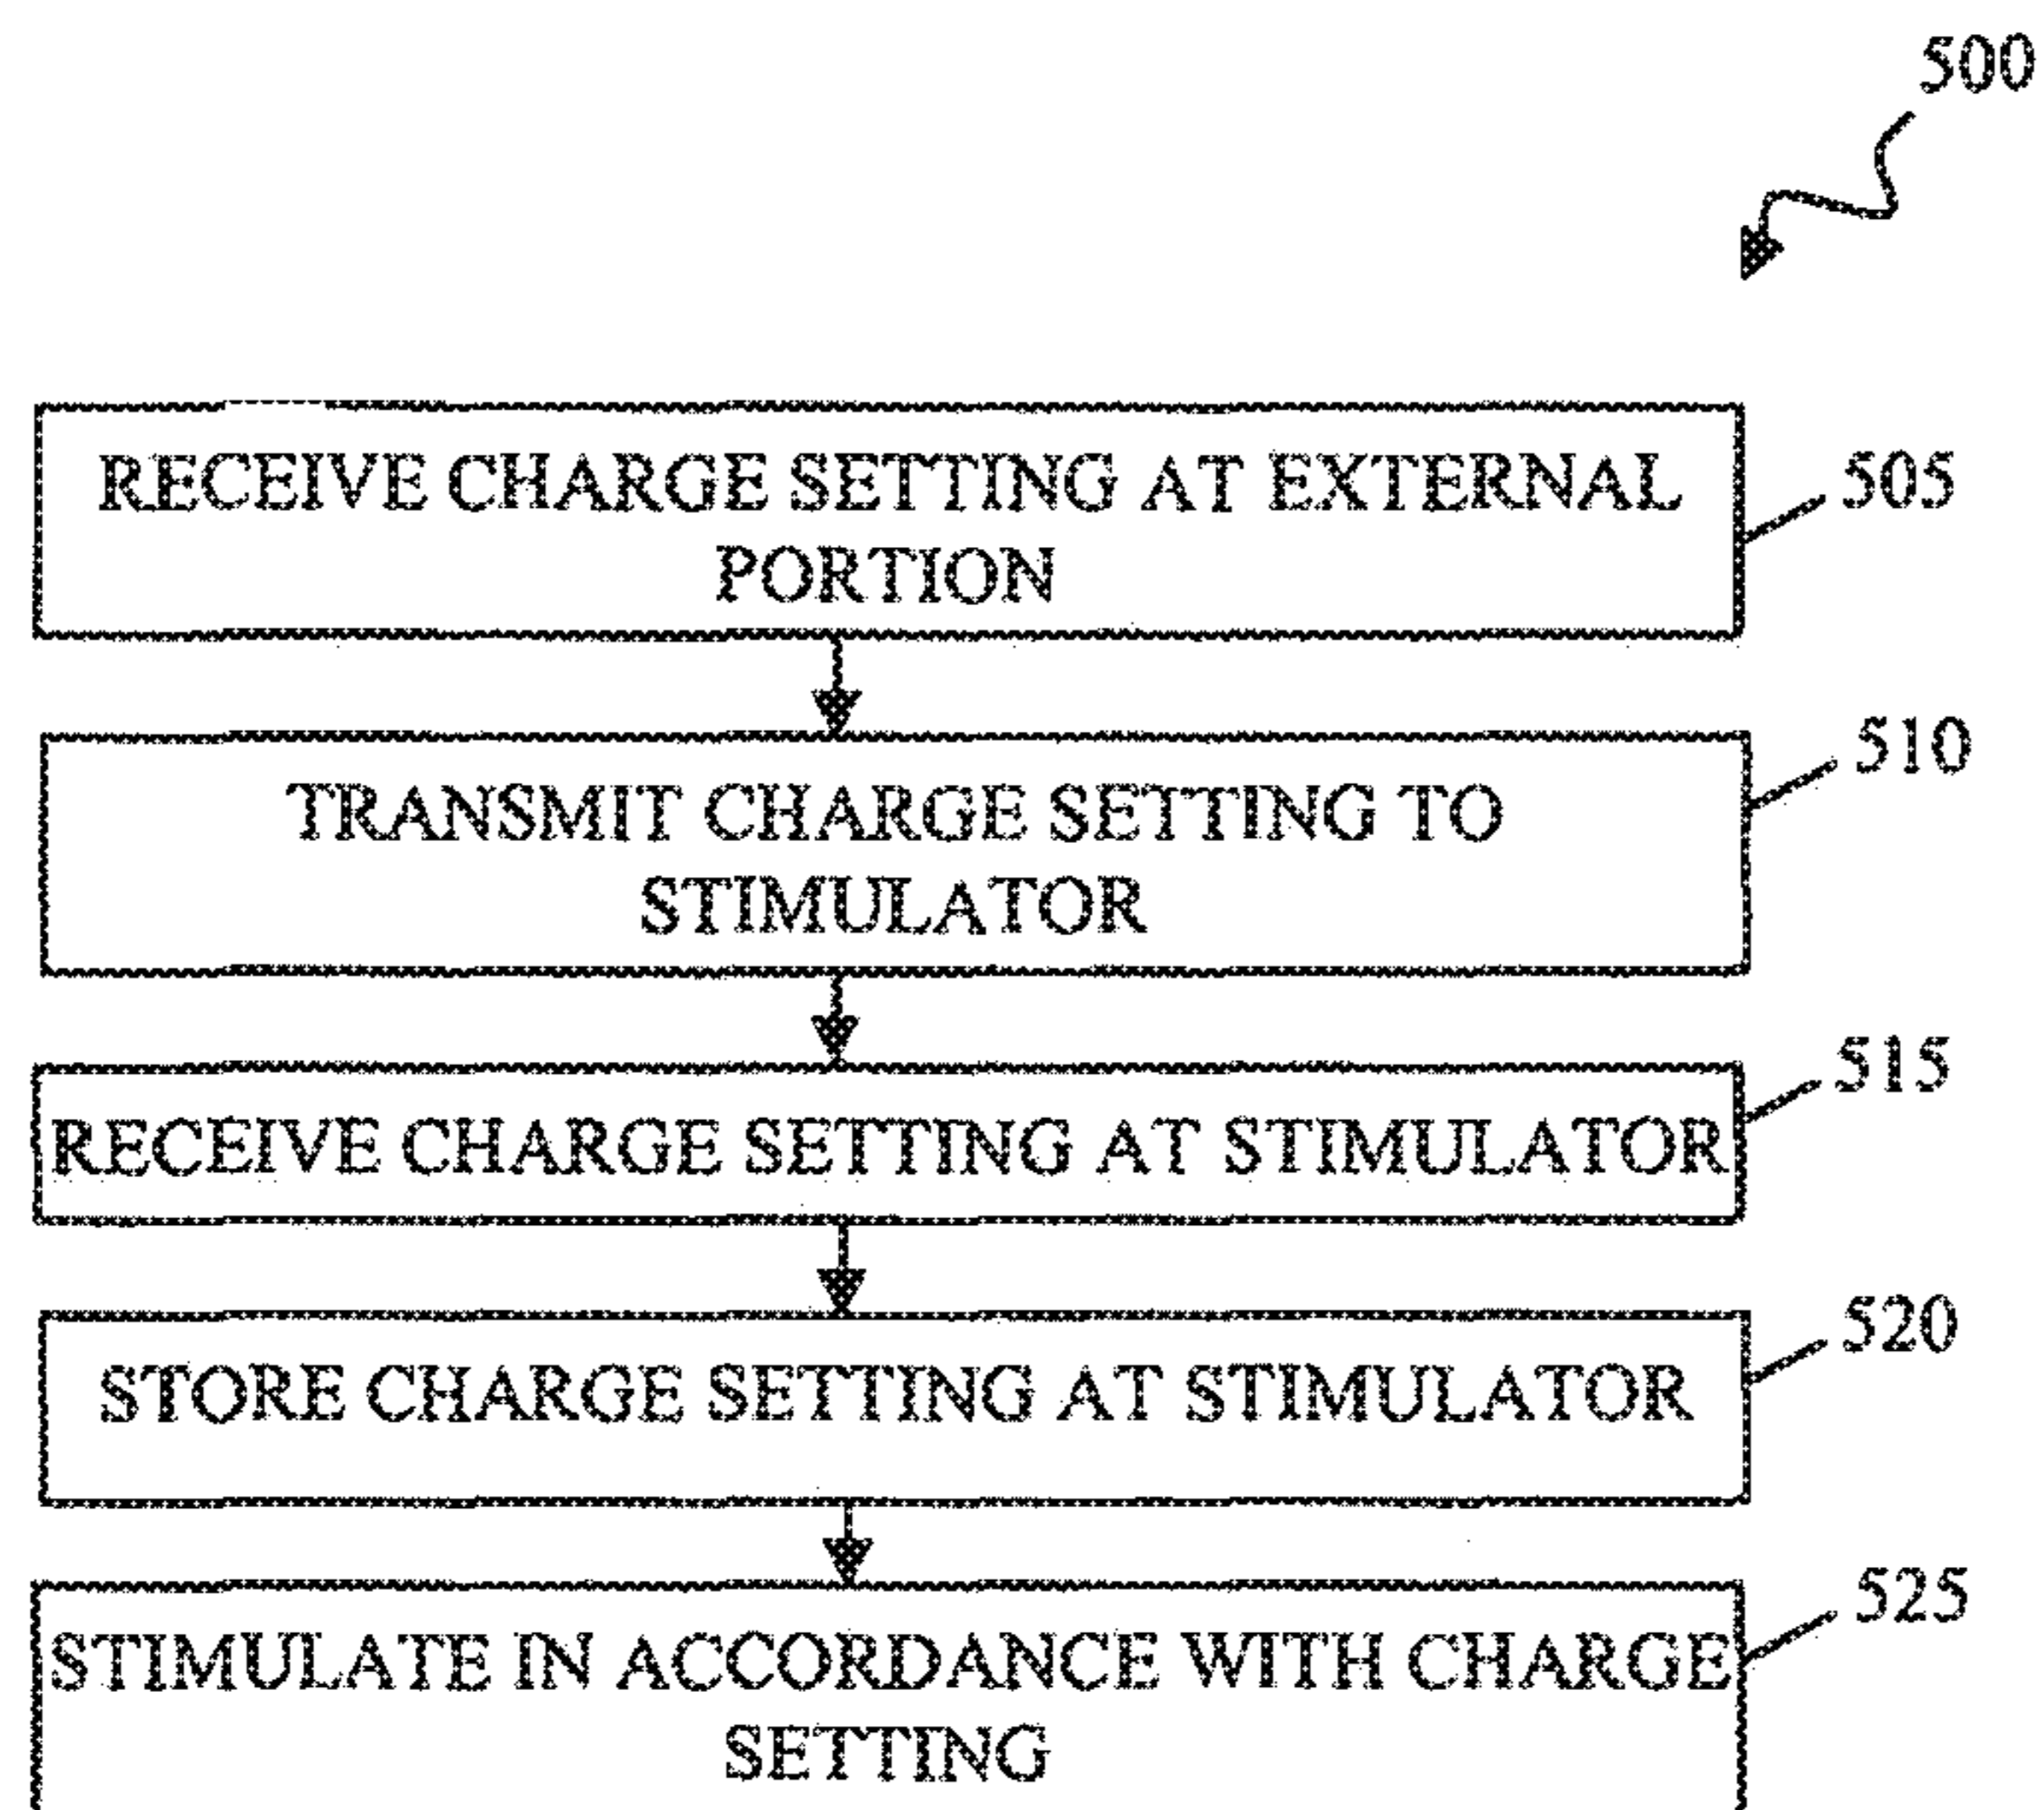 500
RECEIVE CHARGE SETTING AT EXTERNAL
PORTION
505
TRANSMIT CHARGE SETTING TO
STIMULATOR
510
RECEIVE CHARGE SETTING AT STIMULATOR
515
STORE CHARGE SETTING AT STIMULATOR
520
STIMULATE IN ACCORDANCE WITH CHARGE
SETTING
525